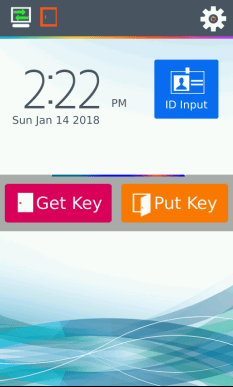 2:22 PM
Sun Jan 14 2018
ID Input
Get Key
Put Key